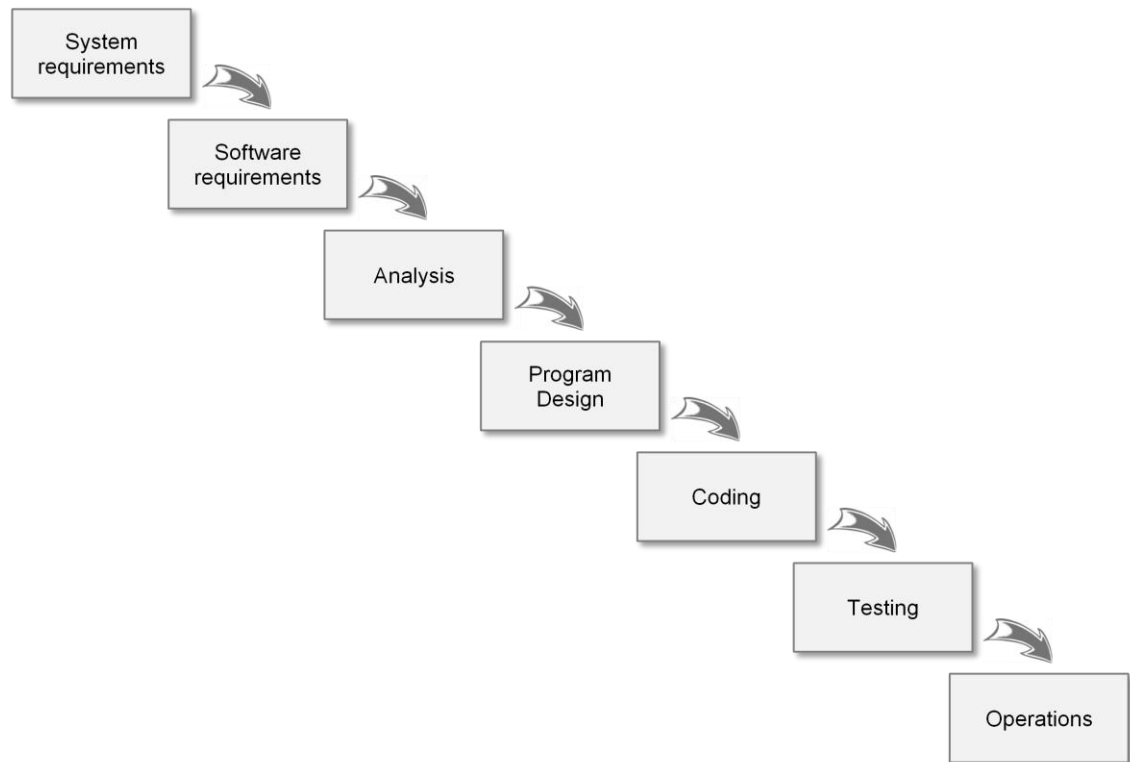 System
requirements
Software
requirements
Analysis
Program
Design
Coding
Testing
Operations